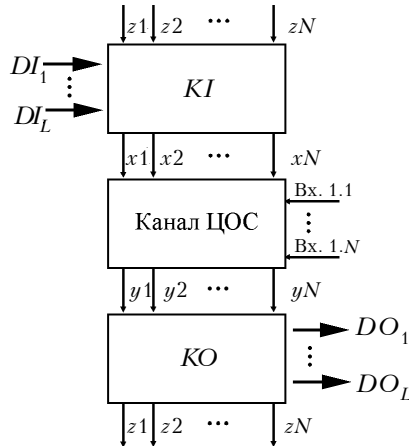 z1 z2 ... zN
DI1
KI
DIL
x1 x2 ... xN
Вх. 1.1
Канал ЦОС
Вх. 1.N
y1 y2 ... yN
DO1
KO
DOL
z1 z2 ... zN